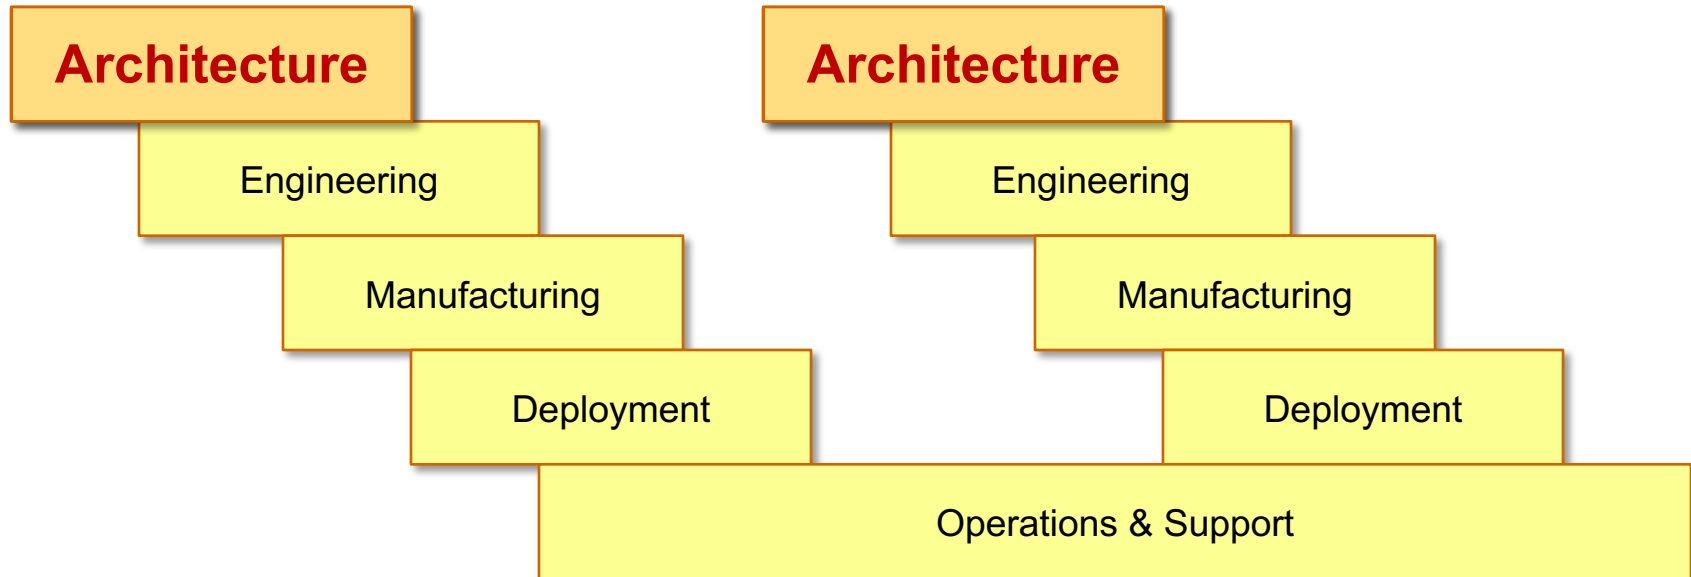 Architecture
Architecture
Engineering
Engineering
Manufacturing
Manufacturing
Deployment
Deployment
Operations & Support